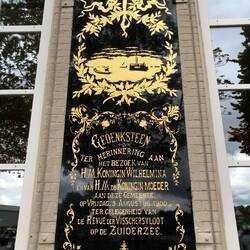 GEDENKSTEEN
TER HERINNERING AAN
HET BEZOEK VAN
H.M. KONINGIN WILHELMINA
EN VAN H.M. DE KONINGIN MOEDER
AAN DEZE GEMEENTE
OP VRIJDAG 3 AUGUSTUS 1900
TER GELEGENHEID VAN
DE REVUE DER VISSCHERSVLOOT
OP DE ZUIDERZEE.